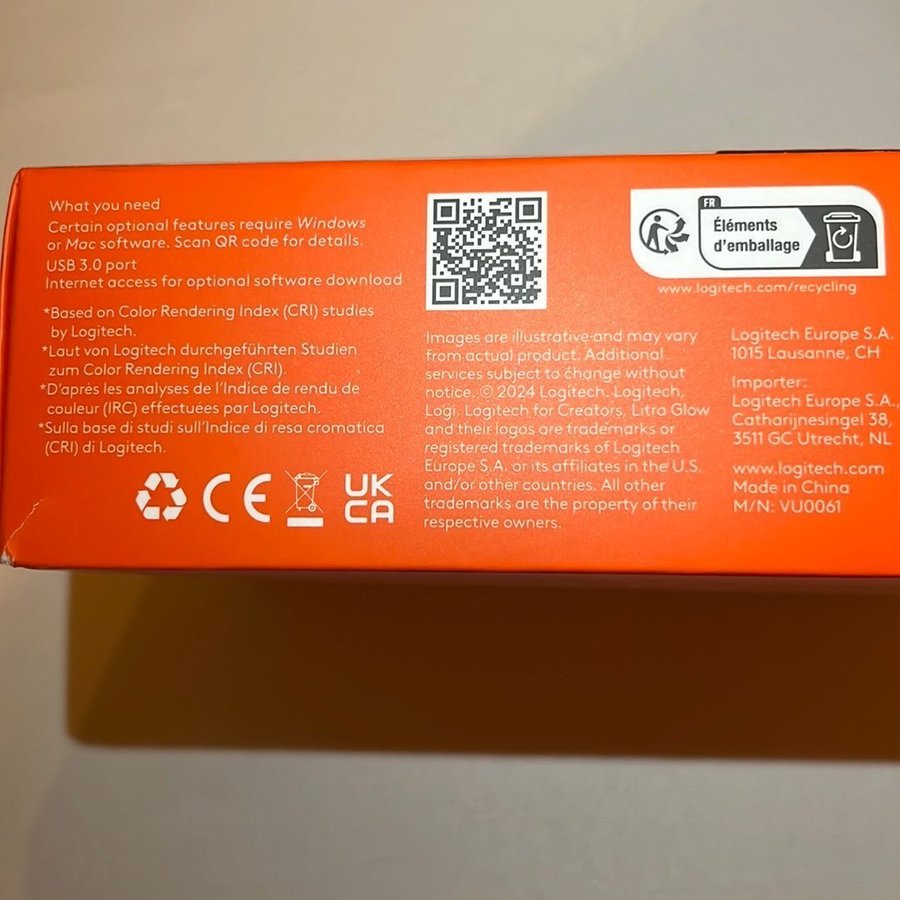 What you need
Certain optional features require Windows
or Mac software. Scan QR code for details.
USB 3.0 port
Internet access for optional software download
*Based on Color Rendering Index (CRI) studies
by Logitech.
*Laut von Logitech durchgeführten Studien
zum Color Rendering Index (CRI).
*D'après les analyses de l'Indice de rendu de
couleur (IRC) effectuées par Logitech.
*Sulla base di studi sull'Indice di resa cromatica
(CRI) di Logitech.
CE
UK
CA
Images are illustrative and may vary
from actual product. Additional
services subject to change without
notice. © 2024 Logitech. Logitech,
Logi, Logitech for Creators, Litra Glow
and their logos are trademarks or
registered trademarks of Logitech
Europe S.A. or its affiliates in the U.S.
and/or other countries. All other
trademarks are the property of their
respective owners.
FR
Éléments
d'emballage
www.logitech.com/recycling
Logitech Europe S.A.
1015 Lausanne, CH
Importer:
Logitech Europe S.A.,
Catharijnesingel 38,
3511 GC Utrecht, NL
www.logitech.com
Made in China
M/N: VU0061